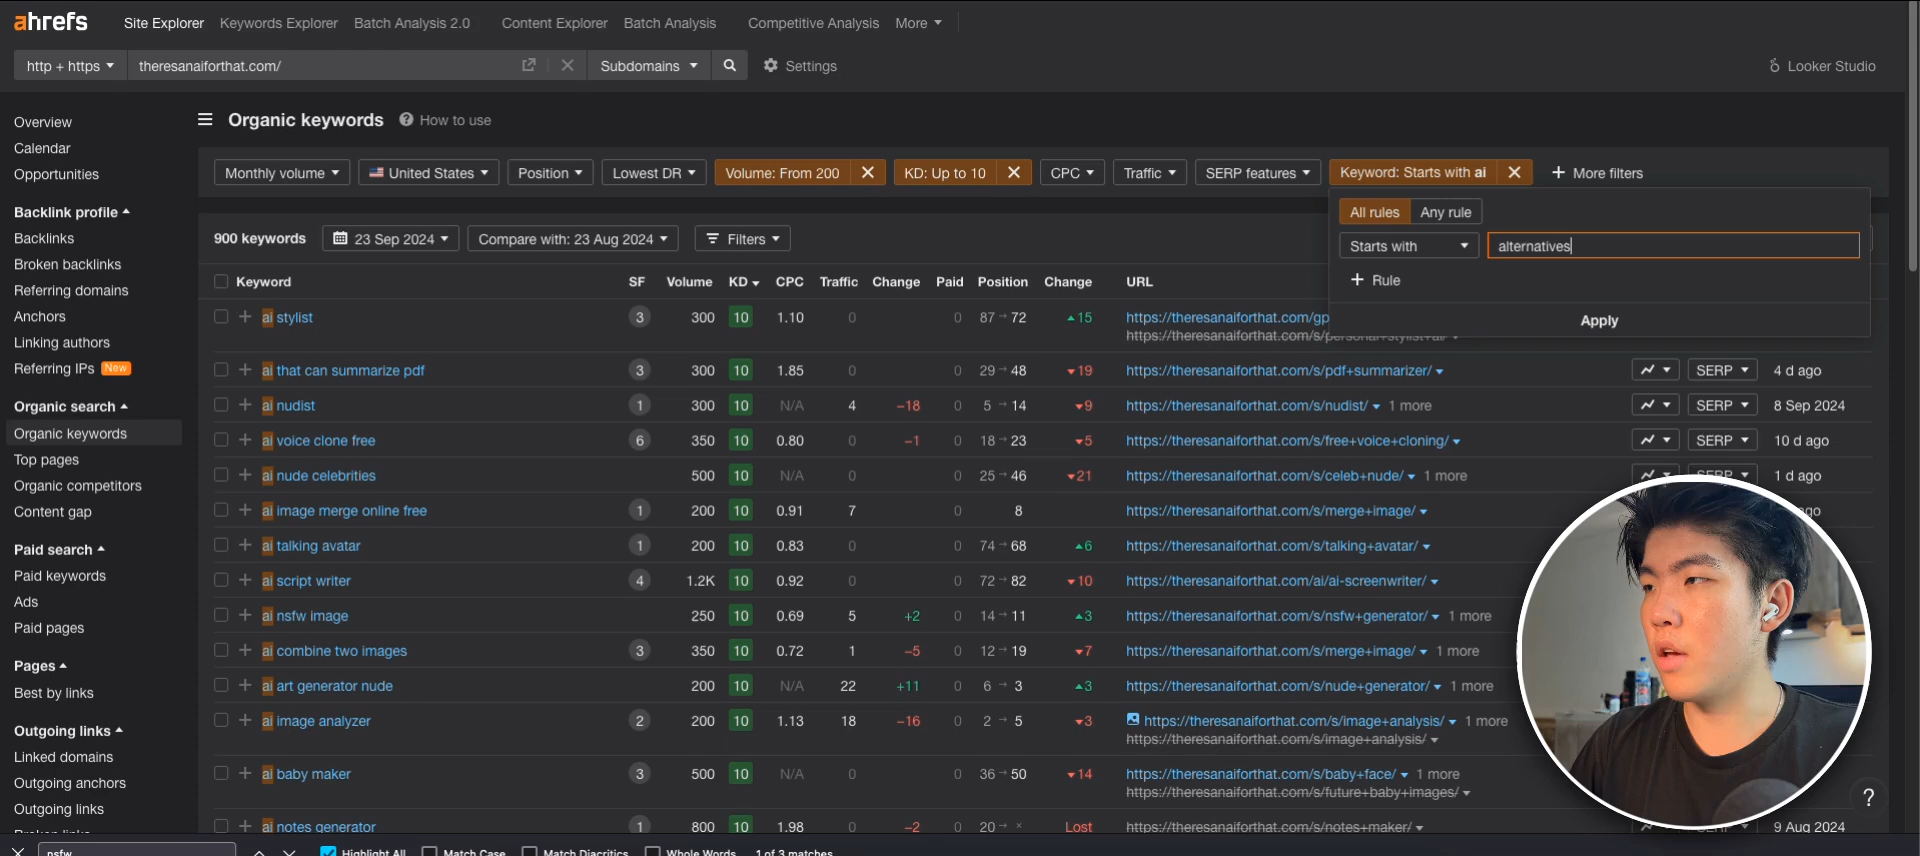 ahrefs Site Explorer Keywords Explorer Batch Analysis 2.0 Content Explorer Batch Analysis Competitive Analysis More
http + https theresanaiforthat.com/ Subdomains Settings Looker Studio
Overview
Calendar
Opportunities
Backlink profile
Backlinks
Broken backlinks
Referring domains
Anchors
Linking authors
Referring IPs New
Organic search
Organic keywords
Top pages
Organic competitors
Content gap
Paid search
Paid keywords
Ads
Paid pages
Pages
Best by links
Outgoing links
Linked domains
Outgoing anchors
Outgoing links
Organic keywords ? How to use
Monthly volume United States Position Lowest DR Volume: From 200 KD: Up to 10 CPC Traffic SERP features Keyword: Starts with ai + More filters
All rules Any rule
Starts with alternatives
+ Rule
Apply
900 keywords 23 Sep 2024 Compare with: 23 Aug 2024 Filters
Keyword SF Volume KD CPC Traffic Change Paid Position Change URL
+ ai stylist 3 300 10 1.10 0 0 87 → 72 15 https://theresanaiforthat.com/gp
https://theresanaiforthat.com/s/personal+stylist+ai/
+ ai that can summarize pdf 3 300 10 1.85 0 0 29 → 48 19 https://theresanaiforthat.com/s/pdf+summarizer/ SERP 4 d ago
+ ai nudist 1 300 10 N/A 4 −18 0 5 → 14 9 https://theresanaiforthat.com/s/nudist/ 1 more SERP 8 Sep 2024
+ ai voice clone free 6 350 10 0.80 0 −1 0 18 → 23 5 https://theresanaiforthat.com/s/free+voice+cloning/ SERP 10 d ago
+ ai nude celebrities 500 10 N/A 0 0 25 → 46 21 https://theresanaiforthat.com/s/celeb+nude/ 1 more SERP 1 d ago
+ ai image merge online free 1 200 10 0.91 7 0 8 https://theresanaiforthat.com/s/merge+image/ ago
+ ai talking avatar 1 200 10 0.83 0 0 74 → 68 6 https://theresanaiforthat.com/s/talking+avatar/
+ ai script writer 4 1.2K 10 0.92 0 0 72 → 82 10 https://theresanaiforthat.com/ai/ai-screenwriter/
+ ai nsfw image 250 10 0.69 5 +2 0 14 → 11 3 https://theresanaiforthat.com/s/nsfw+generator/ 1 more
+ ai combine two images 3 350 10 0.72 1 −5 0 12 → 19 7 https://theresanaiforthat.com/s/merge+image/ 1 more
+ ai art generator nude 200 10 N/A 22 +11 0 6 → 3 3 https://theresanaiforthat.com/s/nude+generator/ 1 more
+ ai image analyzer 2 200 10 1.13 18 −16 0 2 → 5 3 https://theresanaiforthat.com/s/image+analysis/ 1 more
https://theresanaiforthat.com/s/image+analysis/
+ ai baby maker 3 500 10 N/A 0 0 36 → 50 14 https://theresanaiforthat.com/s/baby+face/ 1 more
https://theresanaiforthat.com/s/future+baby+images/
+ ai notes generator 1 800 10 1.98 0 −2 0 20 → × Lost https://theresanaiforthat.com/s/notes+maker/ 9 Aug 2024
?
nsfw Highlight All Match Case Match Diacritics Whole Words 1 of 3 matches